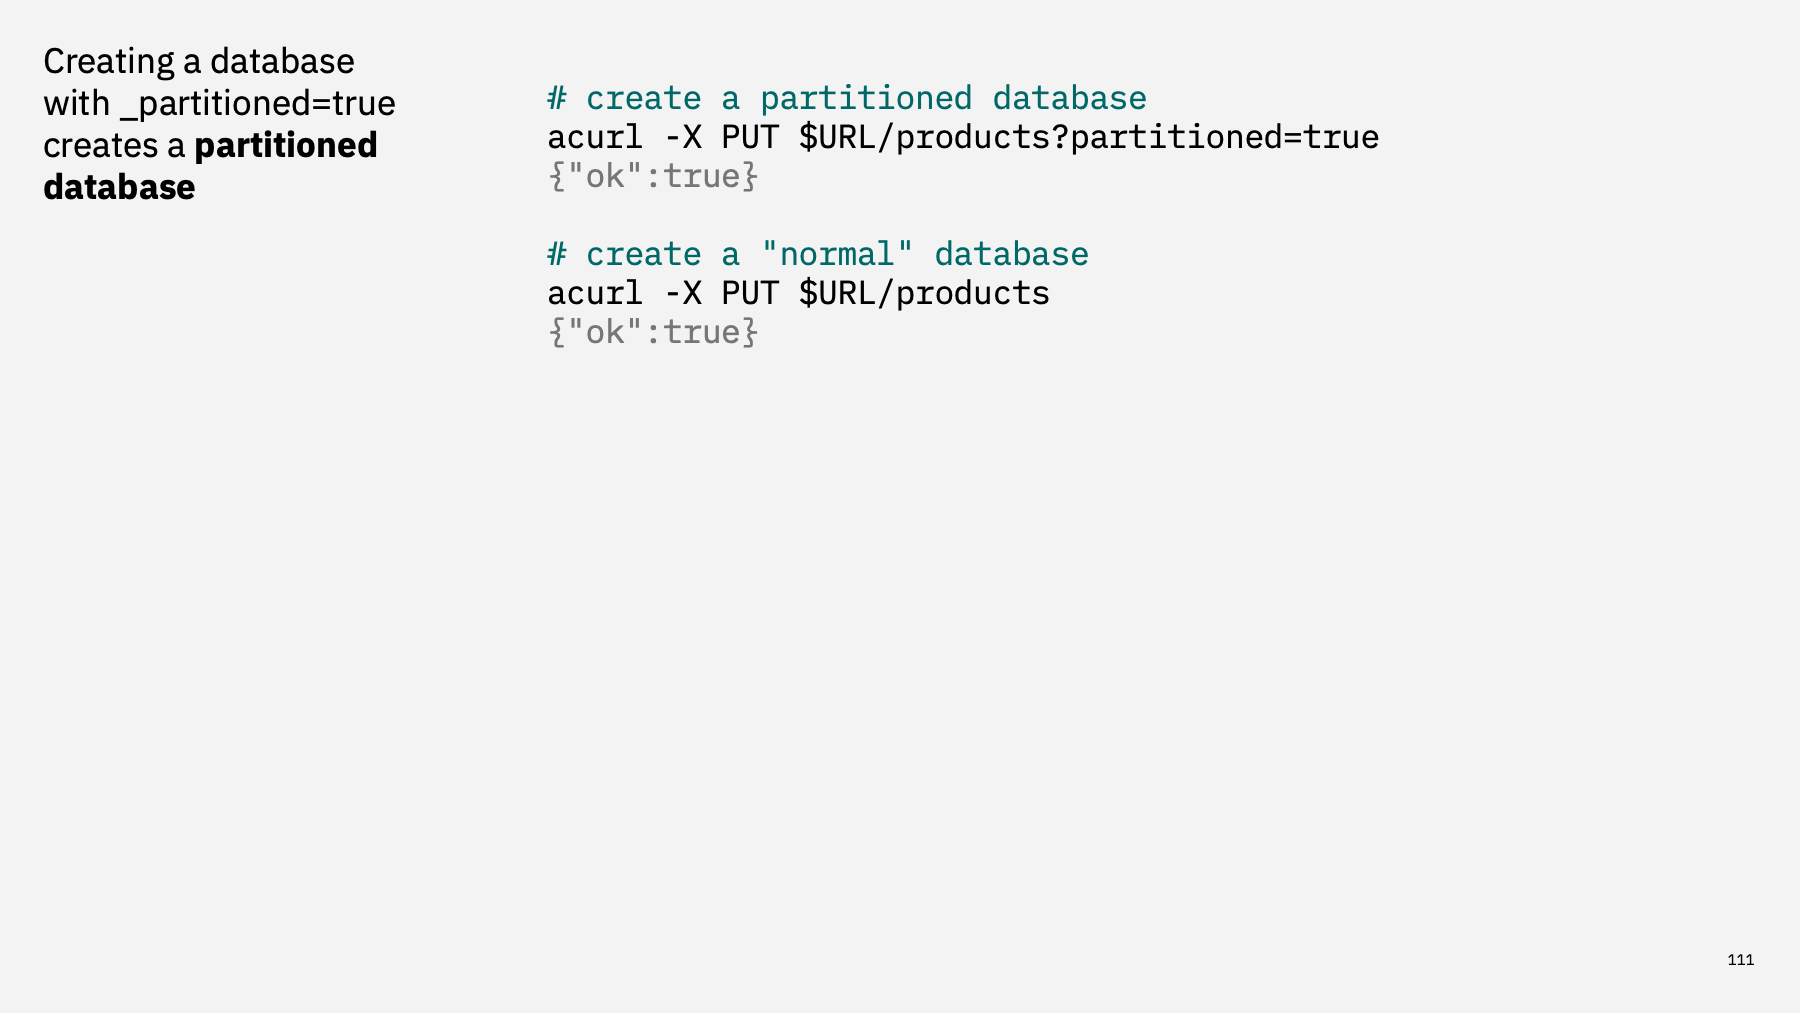 Creating a database
with _partitioned=true
creates a partitioned
database
# create a partitioned database
acurl -X PUT $URL/products?partitioned=true
{"ok":true}
# create a "normal" database
acurl -X PUT $URL/products
{"ok":true}
111